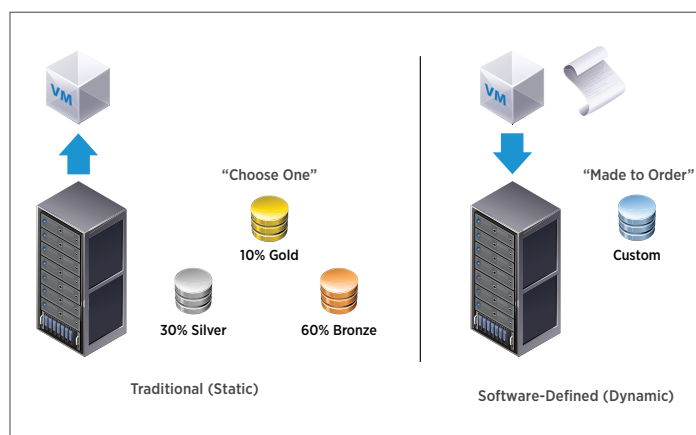 VM
“Choose One”
10% Gold
30% Silver
60% Bronze
Traditional (Static)
VM
“Made to Order”
Custom
Software-Defined (Dynamic)